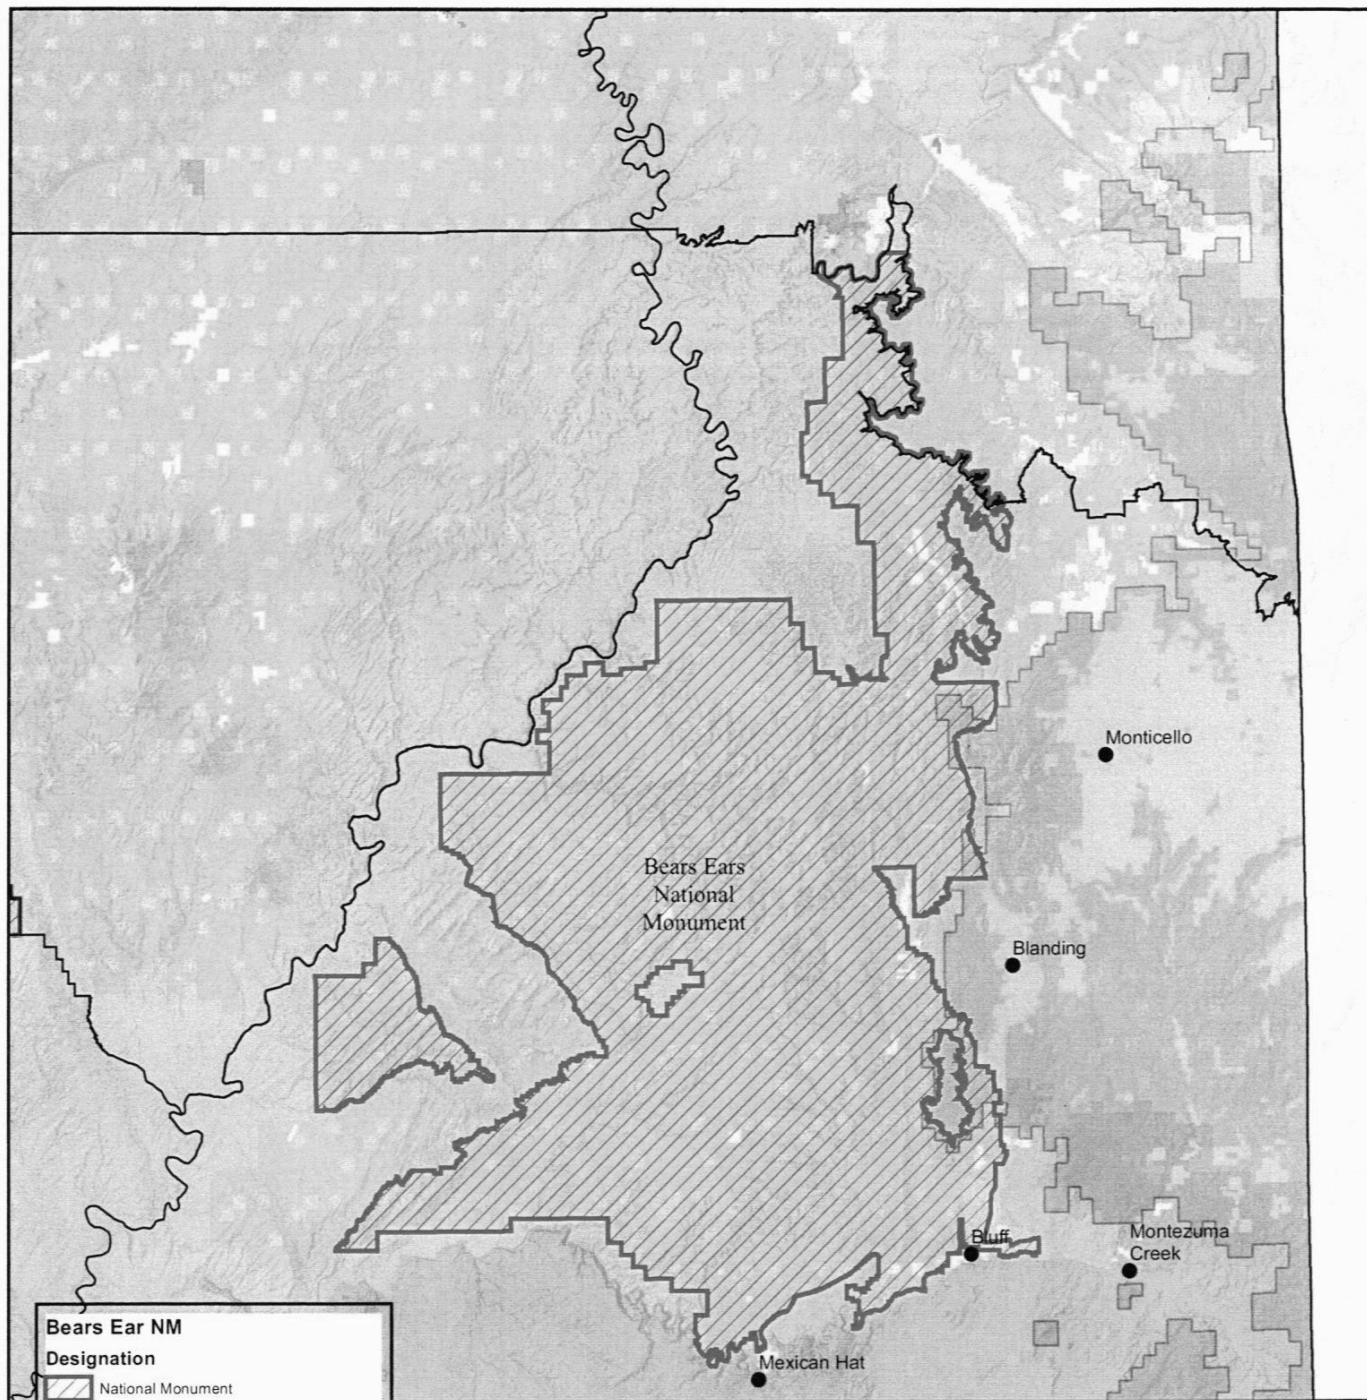 Monticello
Bears Ears
National
Monument
Blanding
Bluff
Montezuma
Creek
Bears Ear NM
Designation
National Monument
Mexican Hat